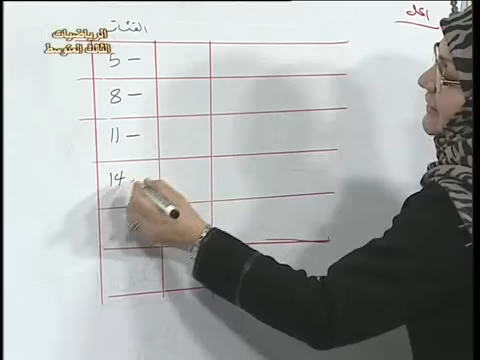 الرياضيات
الثالث المتوسط
الفئات
5 –
8 –
11 –
14